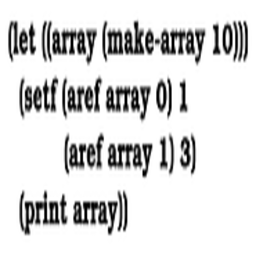 (let ((array (make-array 10)))
(setf (aref array 0) 1
(aref array 1) 3)
(print array))